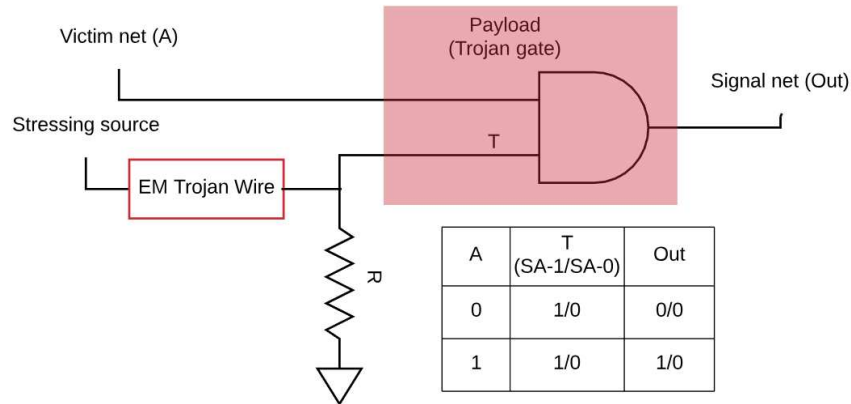 Payload
(Trojan gate)
Victim net (A)
Signal net (Out)
Stressing source
T
EM Trojan Wire
R
A
T
(SA-1/SA-0)
Out
0
1/0
0/0
1
1/0
1/0